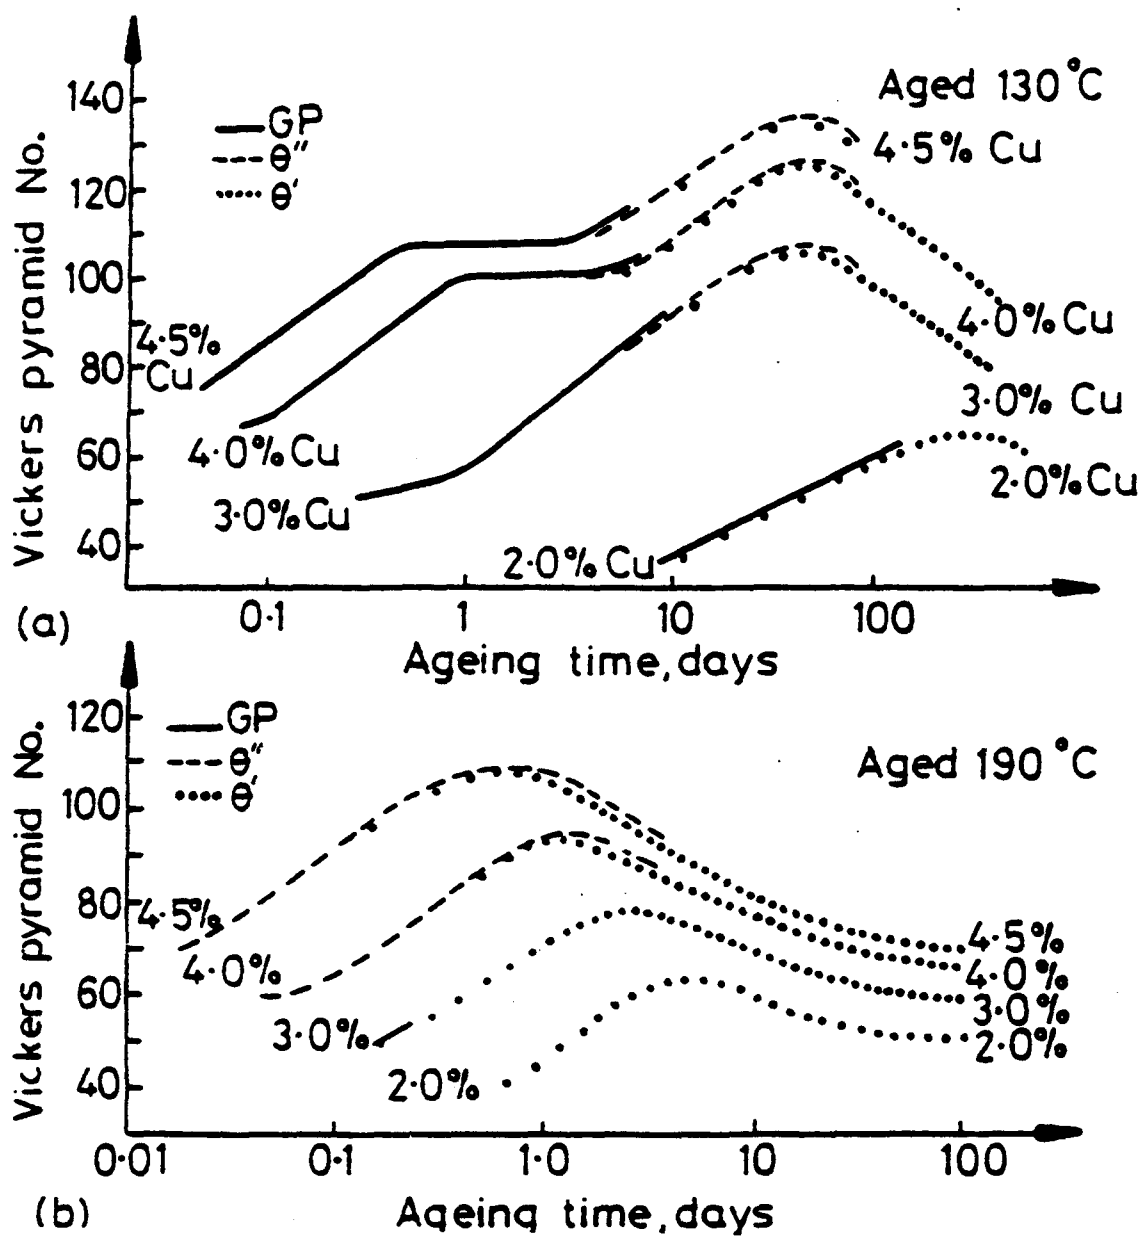 Vickers pyramid No.
140
120
100
80
60
40
GP
θ″
θ′
Aged 130°C
4·5% Cu
4·5%
Cu
4·0% Cu
3·0% Cu
2·0% Cu
4·0% Cu
3·0% Cu
2·0% Cu
0·1
1
10
100
(a)
Ageing time, days
Vickers pyramid No.
120
100
80
60
40
GP
θ″
θ′
Aged 190°C
4·5%
4·0%
3·0%
2·0%
4·5%
4·0%
3·0%
2·0%
0·01
0·1
1·0
10
100
(b)
Ageing time, days